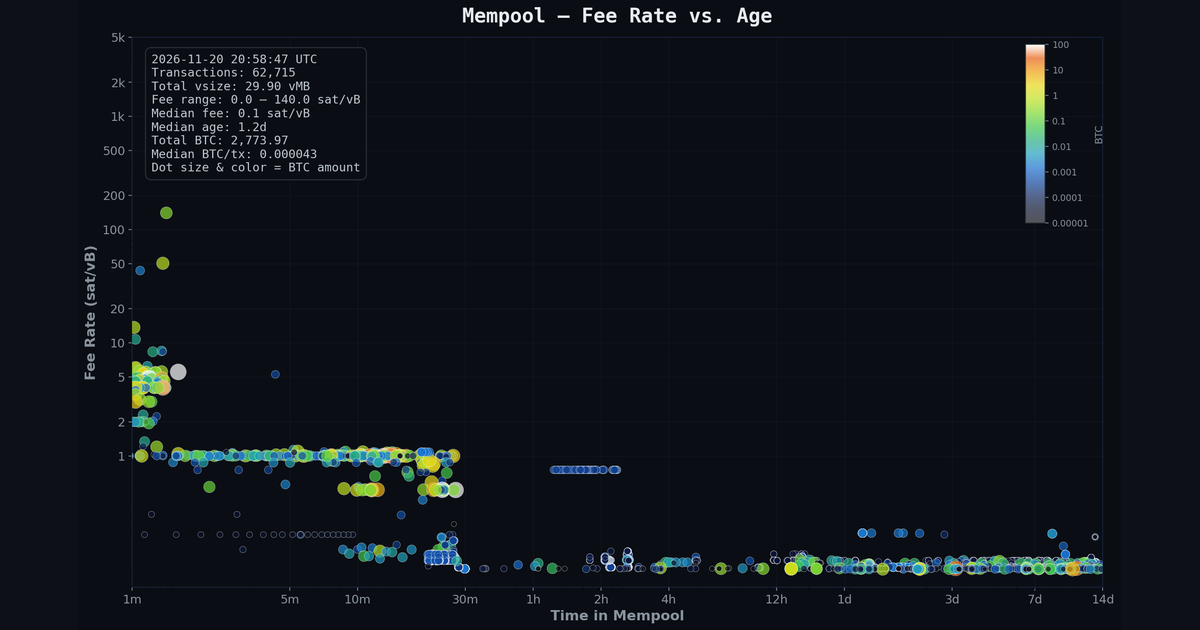 Mempool — Fee Rate vs. Age
5k
2k
1k
500
200
100
50
20
10
5
2
1
Fee Rate (sat/vB)
2026-11-20 20:58:47 UTC
Transactions: 62,715
Total vsize: 29.90 vMB
Fee range: 0.0 – 140.0 sat/vB
Median fee: 0.1 sat/vB
Median age: 1.2d
Total BTC: 2,773.97
Median BTC/tx: 0.000043
Dot size & color = BTC amount
100
10
1
0.1
0.01
0.001
0.0001
0.00001
BTC
1m 5m 10m 30m 1h 2h 4h 12h 1d 3d 7d 14d
Time in Mempool